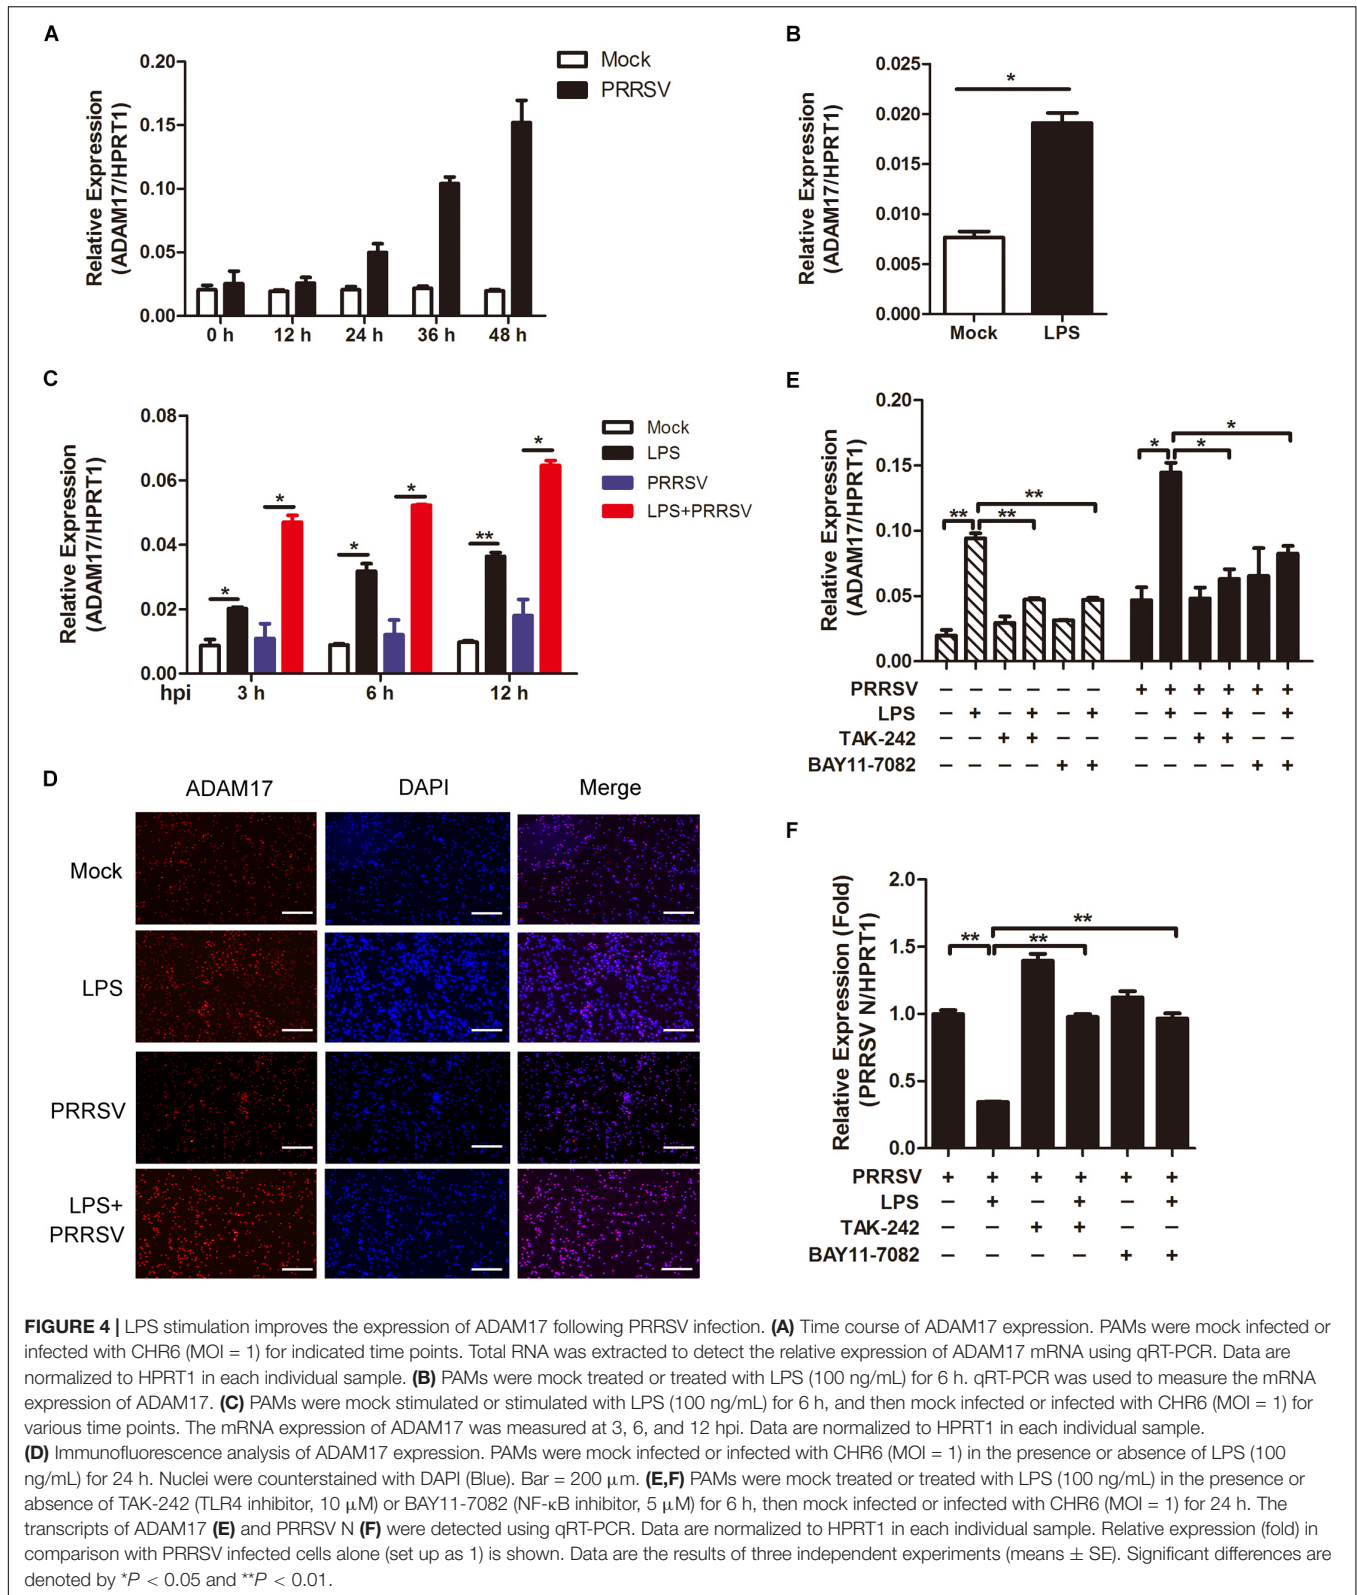 A
Relative Expression
(ADAM17/HPRT1)
0.20
0.15
0.10
0.05
0.00
0 h 12 h 24 h 36 h 48 h
Mock
PRRSV
B
Relative Expression
(ADAM17/HPRT1)
0.025
0.020
0.015
0.010
0.005
0.000
*
Mock LPS
C
Relative Expression
(ADAM17/HPRT1)
0.08
0.06
0.04
0.02
0.00
* * * * ** *
hpi 3 h 6 h 12 h
Mock
LPS
PRRSV
LPS+PRRSV
E
Relative Expression
(ADAM17/HPRT1)
0.20
0.15
0.10
0.05
0.00
** ** ** * * *
PRRSV – – – – – – + + + + + +
LPS – + – + – + – + – + – +
TAK-242 – – + + – – – – + + – –
BAY11-7082 – – – – + + – – – – + +
D
ADAM17 DAPI Merge
Mock
LPS
PRRSV
LPS+
PRRSV
F
Relative Expression (Fold)
(PRRSV N/HPRT1)
2.0
1.5
1.0
0.5
0.0
** ** **
PRRSV + + + + + +
LPS – + – + – +
TAK-242 – – + + – –
BAY11-7082 – – – – + +
FIGURE 4 | LPS stimulation improves the expression of ADAM17 following PRRSV infection. (A) Time course of ADAM17 expression. PAMs were mock infected or
infected with CHR6 (MOI = 1) for indicated time points. Total RNA was extracted to detect the relative expression of ADAM17 mRNA using qRT-PCR. Data are
normalized to HPRT1 in each individual sample. (B) PAMs were mock treated or treated with LPS (100 ng/mL) for 6 h. qRT-PCR was used to measure the mRNA
expression of ADAM17. (C) PAMs were mock stimulated or stimulated with LPS (100 ng/mL) for 6 h, and then mock infected or infected with CHR6 (MOI = 1) for
various time points. The mRNA expression of ADAM17 was measured at 3, 6, and 12 hpi. Data are normalized to HPRT1 in each individual sample.
(D) Immunofluorescence analysis of ADAM17 expression. PAMs were mock infected or infected with CHR6 (MOI = 1) in the presence or absence of LPS (100
ng/mL) for 24 h. Nuclei were counterstained with DAPI (Blue). Bar = 200 μm. (E,F) PAMs were mock treated or treated with LPS (100 ng/mL) in the presence or
absence of TAK-242 (TLR4 inhibitor, 10 μM) or BAY11-7082 (NF-κB inhibitor, 5 μM) for 6 h, then mock infected or infected with CHR6 (MOI = 1) for 24 h. The
transcripts of ADAM17 (E) and PRRSV N (F) were detected using qRT-PCR. Data are normalized to HPRT1 in each individual sample. Relative expression (fold) in
comparison with PRRSV infected cells alone (set up as 1) is shown. Data are the results of three independent experiments (means ± SE). Significant differences are
denoted by *P < 0.05 and **P < 0.01.